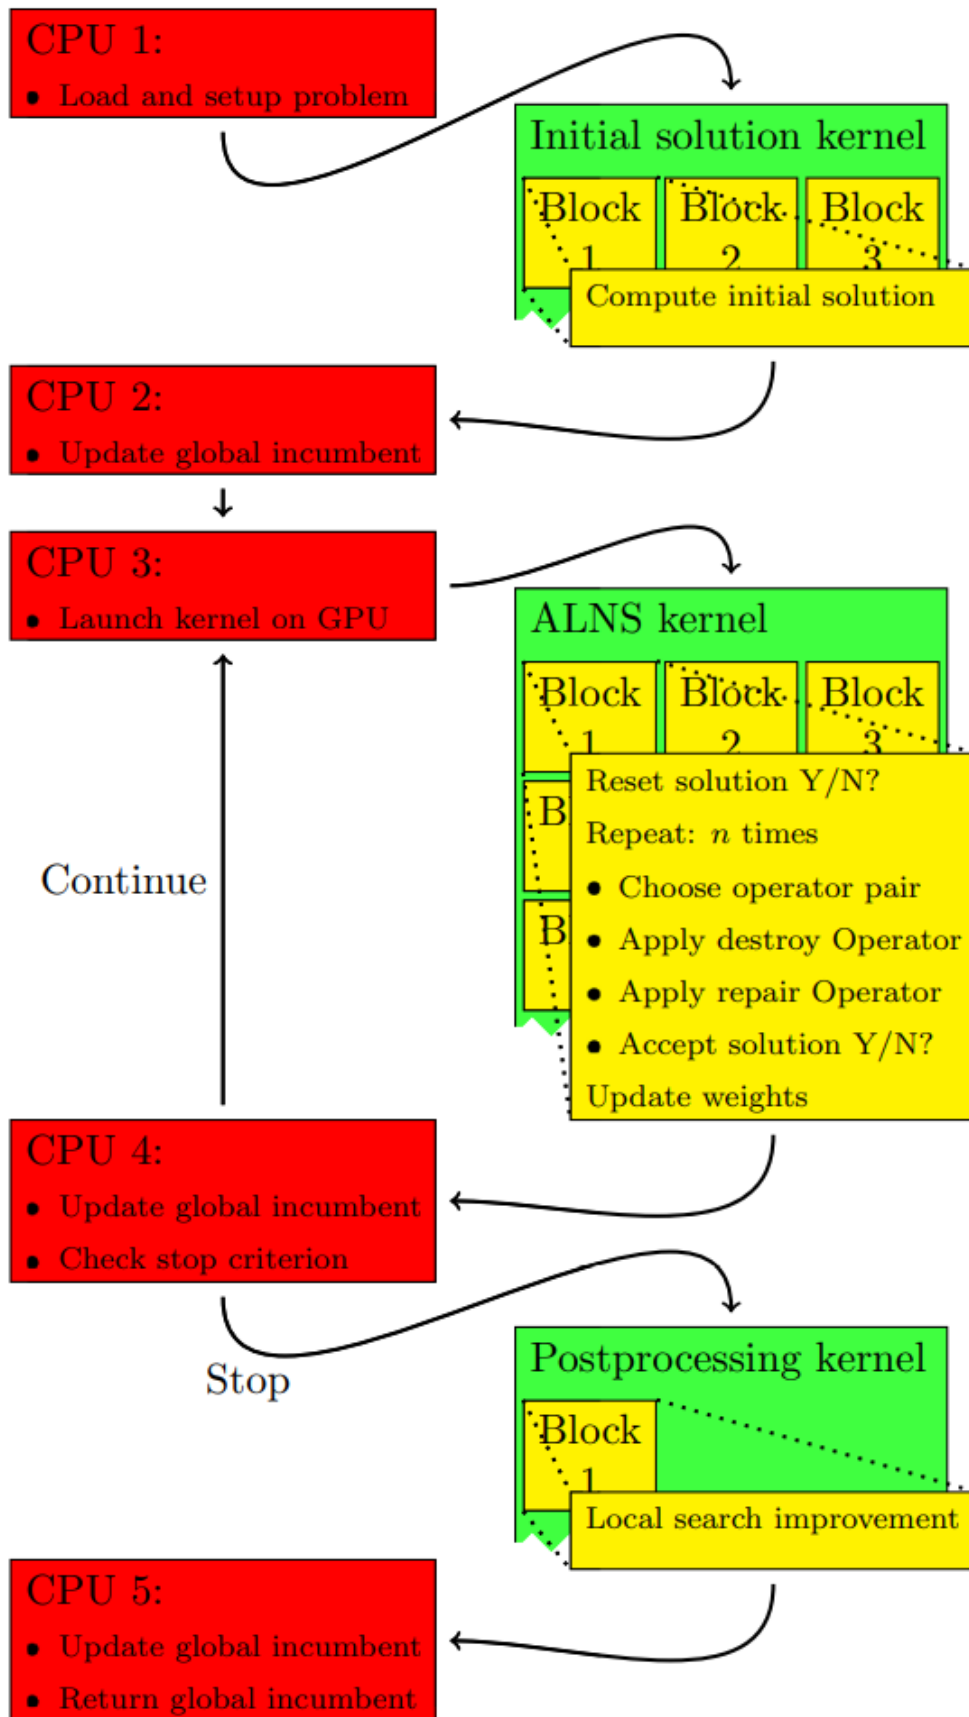 CPU 1:
• Load and setup problem
Initial solution kernel
Block Block Block
1 2 3
Compute initial solution
CPU 2:
• Update global incumbent
CPU 3:
• Launch kernel on GPU
ALNS kernel
Block Block Block
1 2 3
Reset solution Y/N?
B
Repeat: n times
• Choose operator pair
B
• Apply destroy Operator
• Apply repair Operator
• Accept solution Y/N?
Update weights
Continue
CPU 4:
• Update global incumbent
• Check stop criterion
Stop
Postprocessing kernel
Block
1
Local search improvement
CPU 5:
• Update global incumbent
• Return global incumbent